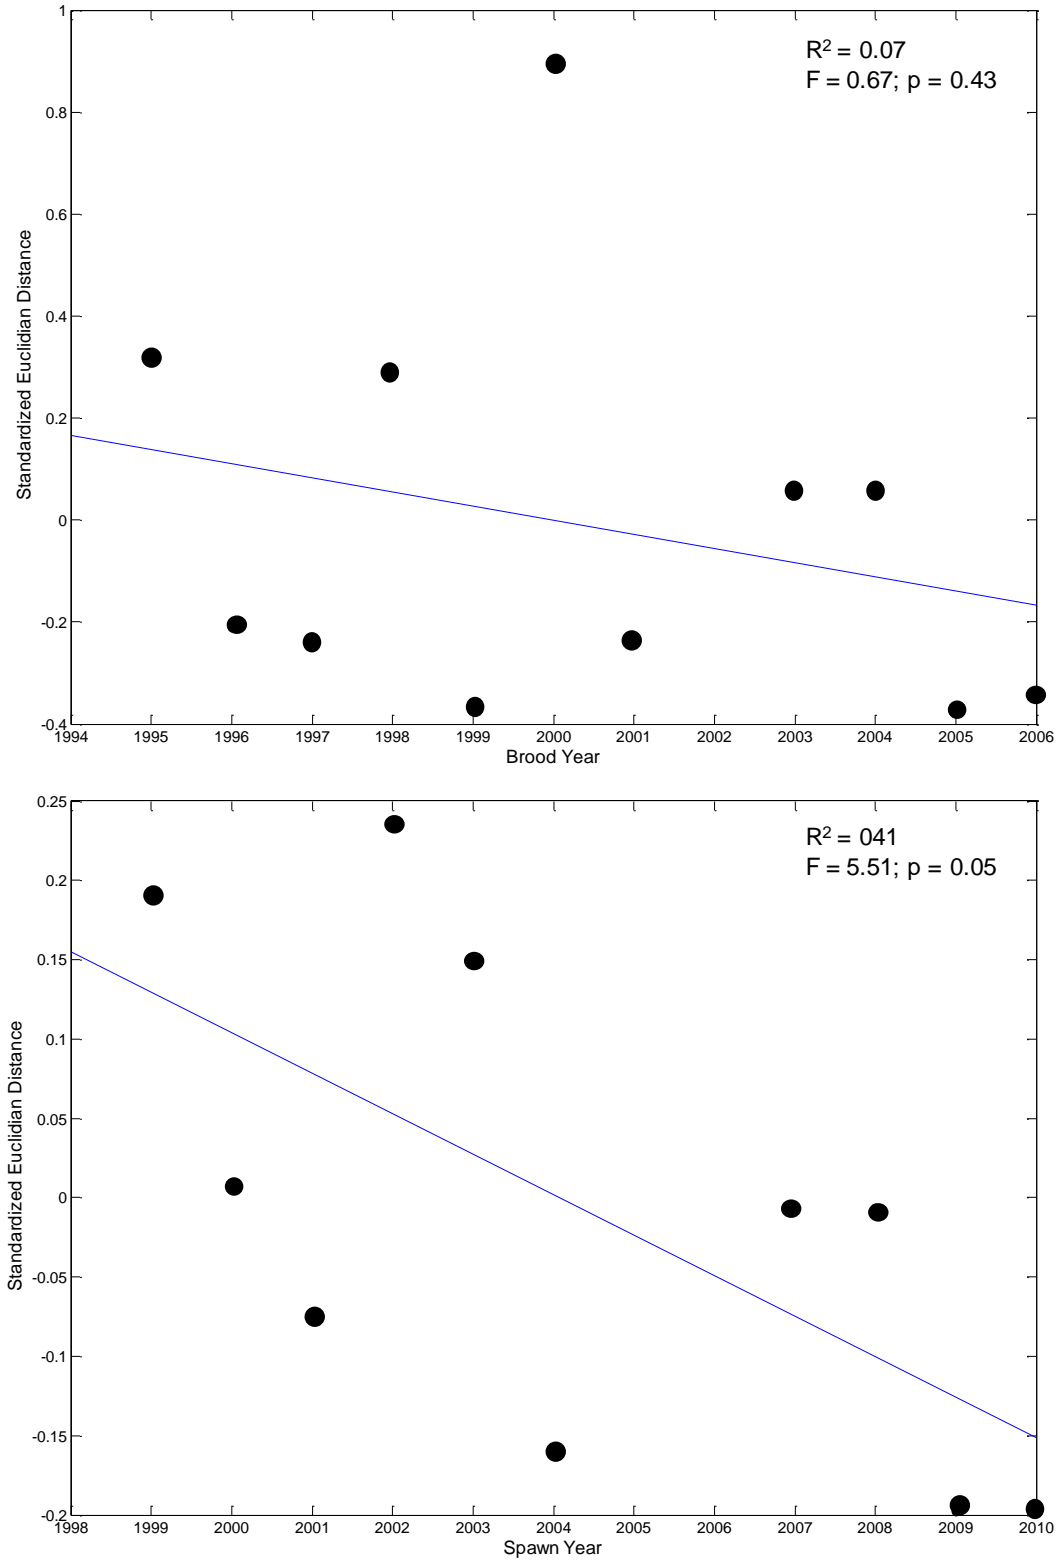 R2 = 0.07
F = 0.67; p = 0.43
1
0.8
0.6
0.4
0.2
0
-0.2
-0.4
Standardized Euclidian Distance
1994 1995 1996 1997 1998 1999 2000 2001 2002 2003 2004 2005 2006
Brood Year
R2 = 041
F = 5.51; p = 0.05
0.25
0.2
0.15
0.1
0.05
0
-0.05
-0.1
-0.15
-0.2
Standardized Euclidian Distance
1998 1999 2000 2001 2002 2003 2004 2005 2006 2007 2008 2009 2010
Spawn Year